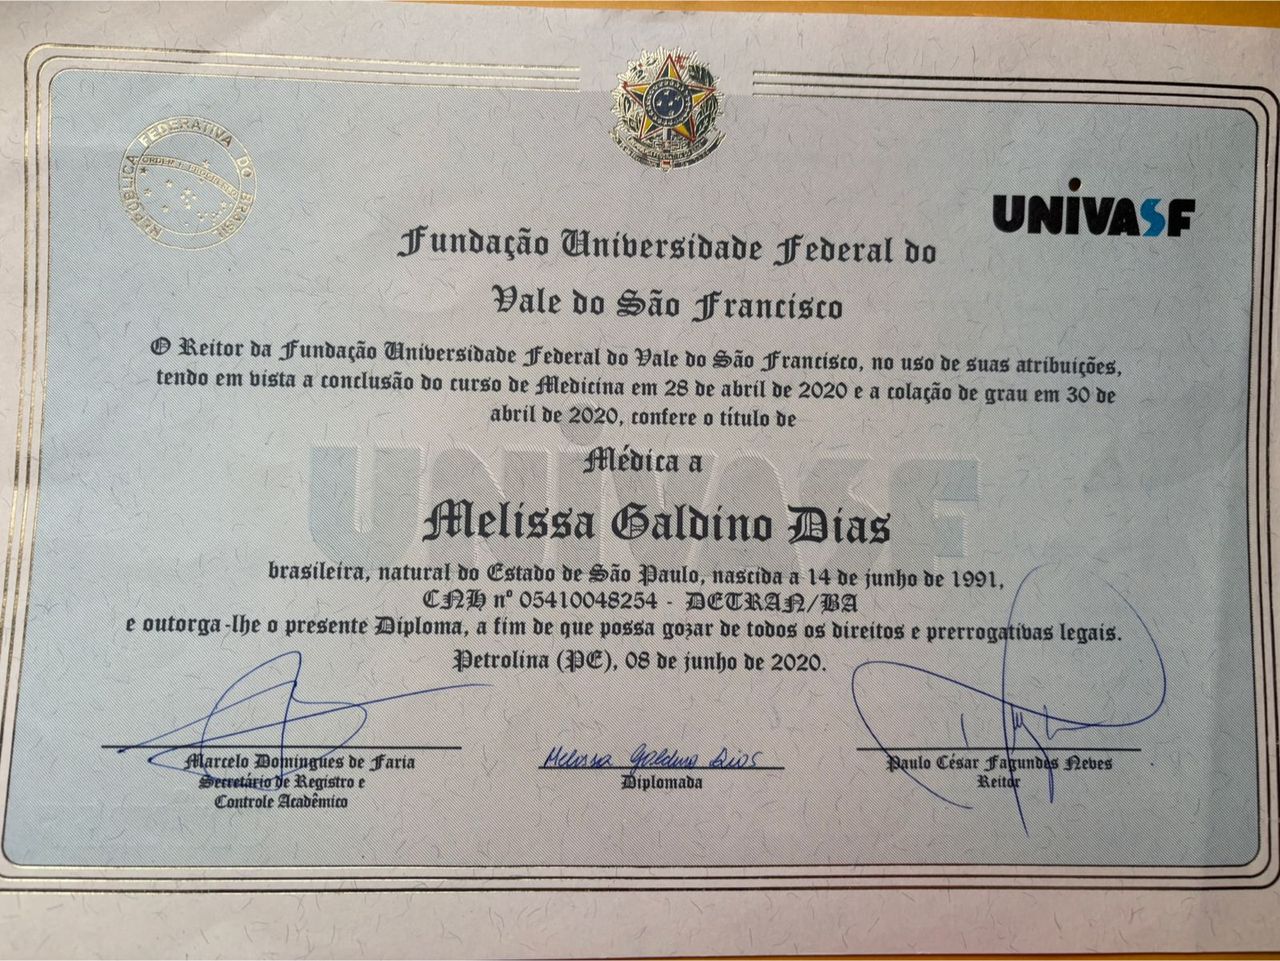 REPÚBLICA FEDERATIVA DO BRASIL
ORDEM E PROGRESSO
UNIVASF
Fundação Universidade Federal do
Vale do São Francisco
O Reitor da Fundação Universidade Federal do Vale do São Francisco, no uso de suas atribuições,
tendo em vista a conclusão do curso de Medicina em 28 de abril de 2020 e a colação de grau em 30 de
abril de 2020, confere o título de
Médica a
UNIVASF
Melissa Galdino Dias
brasileira, natural do Estado de São Paulo, nascida a 14 de junho de 1991,
CNH nº 05410048254 - DETRAN/BA
e outorga-lhe o presente Diploma, a fim de que possa gozar de todos os direitos e prerrogativas legais.
Petrolina (PE), 08 de junho de 2020.
Melissa Galdino Dias
Marcelo Domingues de Faria
Secretário de Registro e
Controle Acadêmico
Diplomada
Paulo César Fagundes Neves
Reitor